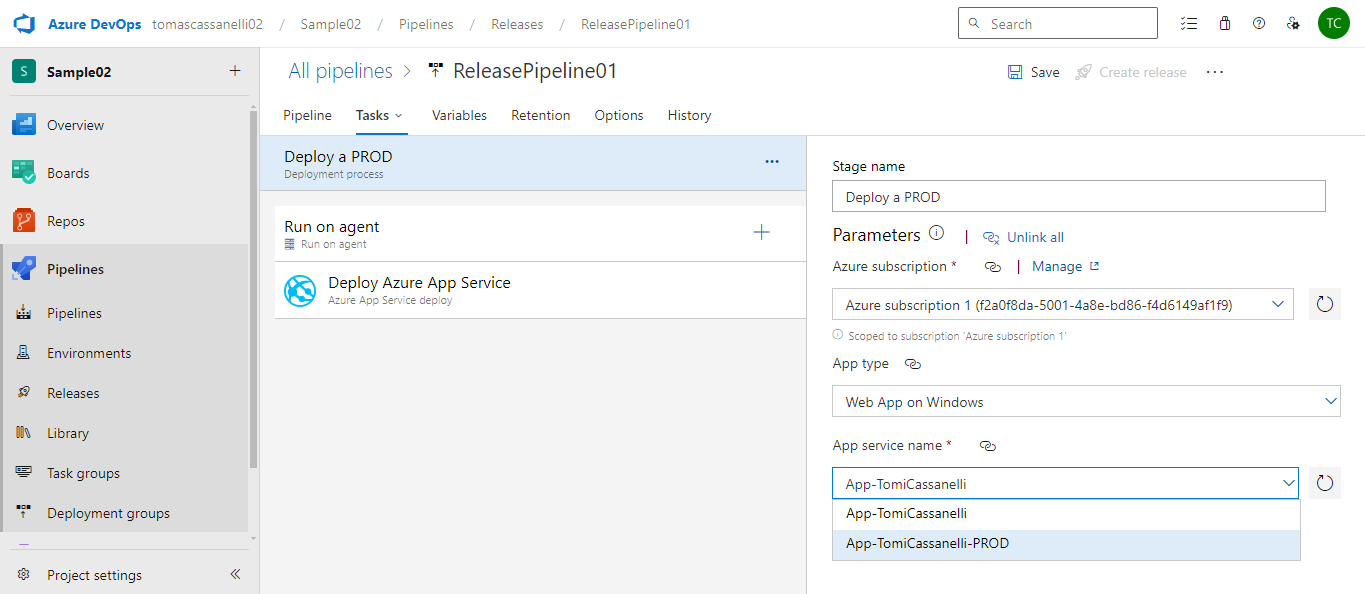 Azure DevOps tomascassanelli02 / Sample02 / Pipelines / Releases / ReleasePipeline01
Search
TC
S Sample02
Overview
Boards
Repos
Pipelines
Pipelines
Environments
Releases
Library
Task groups
Deployment groups
Project settings
All pipelines > ReleasePipeline01
Save
Create release
Pipeline Tasks Variables Retention Options History
Deploy a PROD
Deployment process
Run on agent
Run on agent
Deploy Azure App Service
Azure App Service deploy
Stage name
Deploy a PROD
Parameters | Unlink all
Azure subscription * | Manage
Azure subscription 1 (f2a0f8da-5001-4a8e-bd86-f4d6149af1f9)
Scoped to subscription 'Azure subscription 1'
App type
Web App on Windows
App service name *
App-TomiCassanelli
App-TomiCassanelli
App-TomiCassanelli-PROD